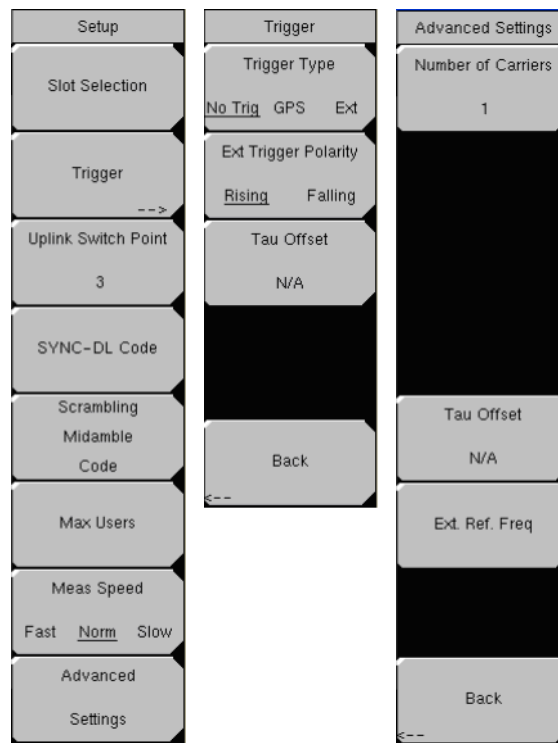 Setup
Slot Selection
Trigger
-->
Uplink Switch Point
3
SYNC-DL Code
Scrambling
Midamble
Code
Max Users
Meas Speed
Fast Norm Slow
Advanced
Settings
Trigger
Trigger Type
No Trig GPS Ext
Ext Trigger Polarity
Rising Falling
Tau Offset
N/A
Back
<--
Advanced Settings
Number of Carriers
1
Tau Offset
N/A
Ext. Ref. Freq
Back
<--